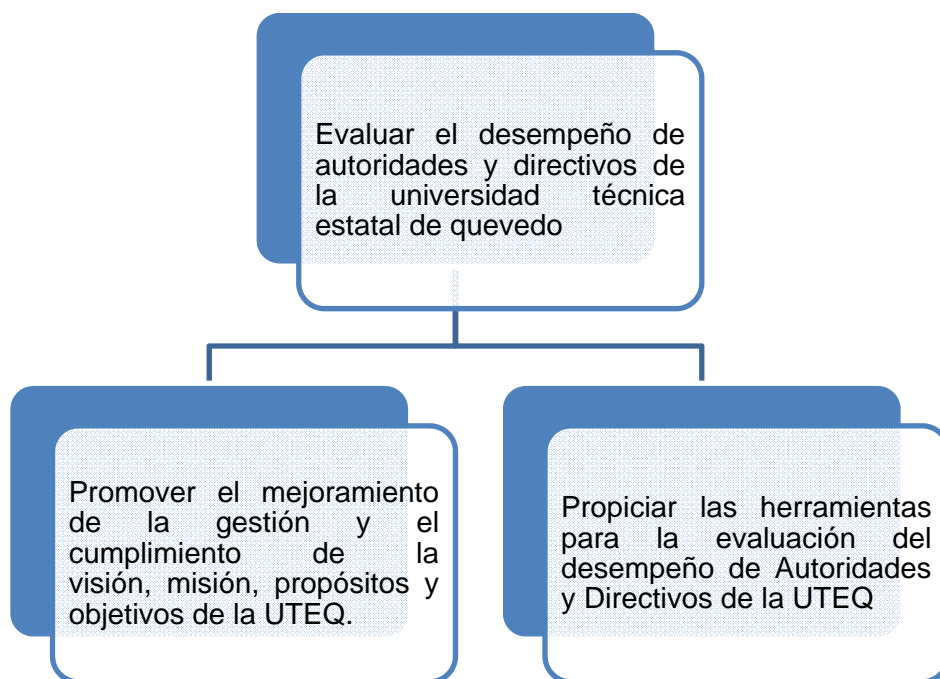 Evaluar el desempeño de
autoridades y directivos de
la universidad técnica
estatal de quevedo
Promover el mejoramiento
de la gestión y el
cumplimiento de la
visión, misión, propósitos y
objetivos de la UTEQ.
Propiciar las herramientas
para la evaluación del
desempeño de Autoridades
y Directivos de la UTEQ